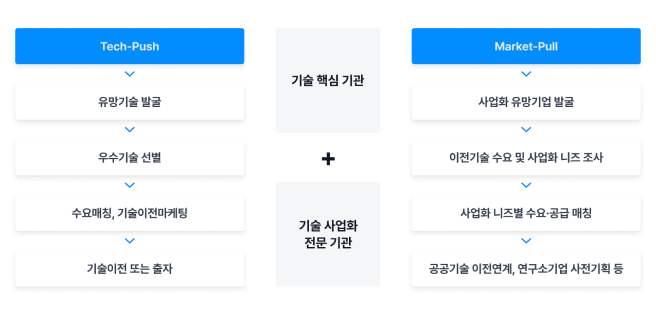 Tech-Push
유망기술 발굴
우수기술 선별
수요매칭, 기술이전마케팅
기술이전 또는 출자
기술 핵심 기관
+
기술 사업화
전문 기관
Market-Pull
사업화 유망기업 발굴
이전기술 수요 및 사업화 니즈 조사
사업화 니즈별 수요·공급 매칭
공공기술 이전연계, 연구소기업 사전기획 등